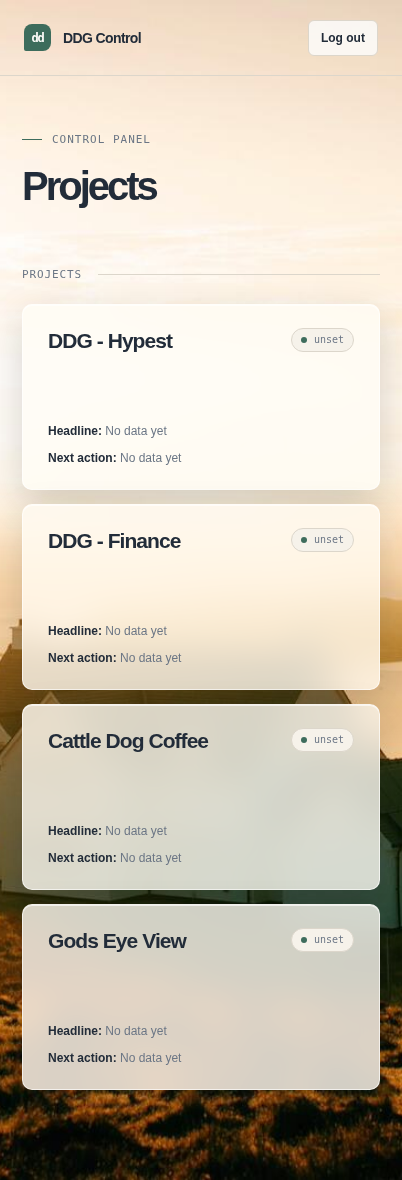 dd DDG Control Log out
CONTROL PANEL
Projects
PROJECTS
DDG - Hypest unset
Headline: No data yet
Next action: No data yet
DDG - Finance unset
Headline: No data yet
Next action: No data yet
Cattle Dog Coffee unset
Headline: No data yet
Next action: No data yet
Gods Eye View unset
Headline: No data yet
Next action: No data yet